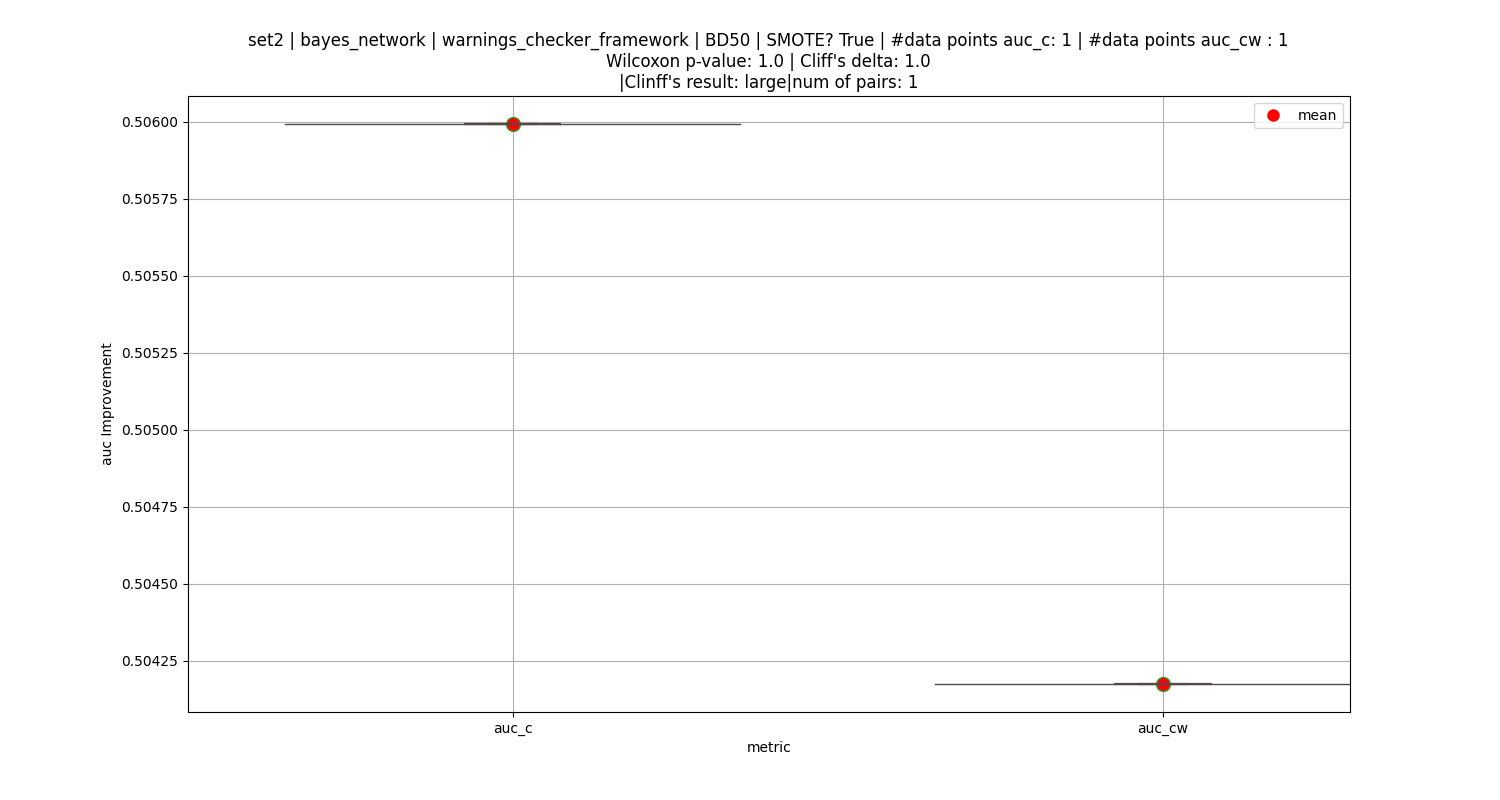 set2 | bayes_network | warnings_checker_framework | BD50 | SMOTE? True | #data points auc_c: 1 | #data points auc_cw : 1
Wilcoxon p-value: 1.0 | Cliff's delta: 1.0
|Clinff's result: large|num of pairs: 1
mean
0.50600
0.50575
0.50550
0.50525
0.50500
0.50475
0.50450
0.50425
auc Improvement
auc_c
auc_cw
metric